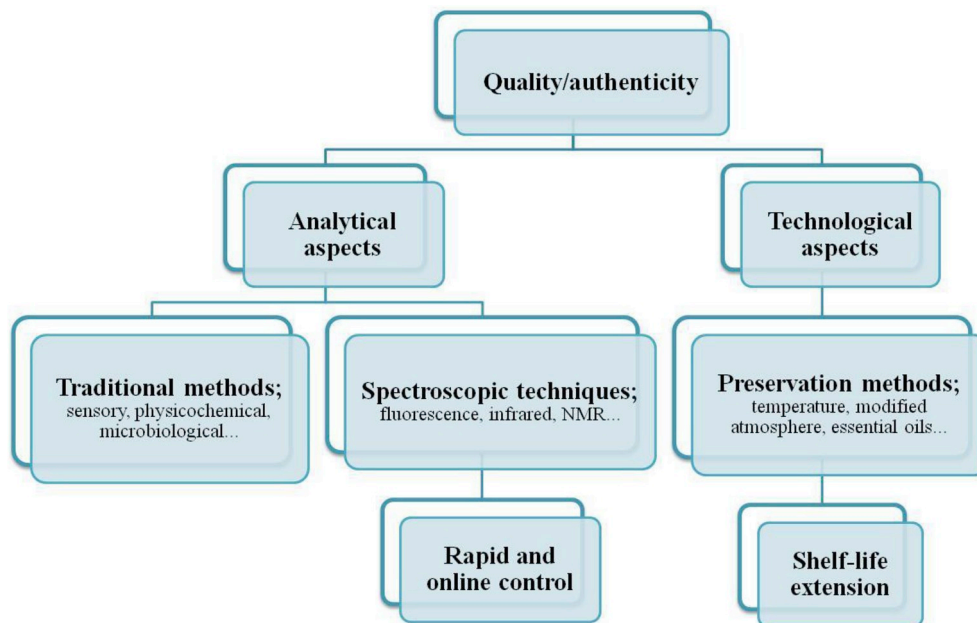 Quality/authenticity
Analytical
aspects
Technological
aspects
Traditional methods;
sensory, physicochemical,
microbiological...
Spectroscopic techniques;
fluorescence, infrared, NMR...
Preservation methods;
temperature, modified
atmosphere, essential oils...
Rapid and
online control
Shelf-life
extension